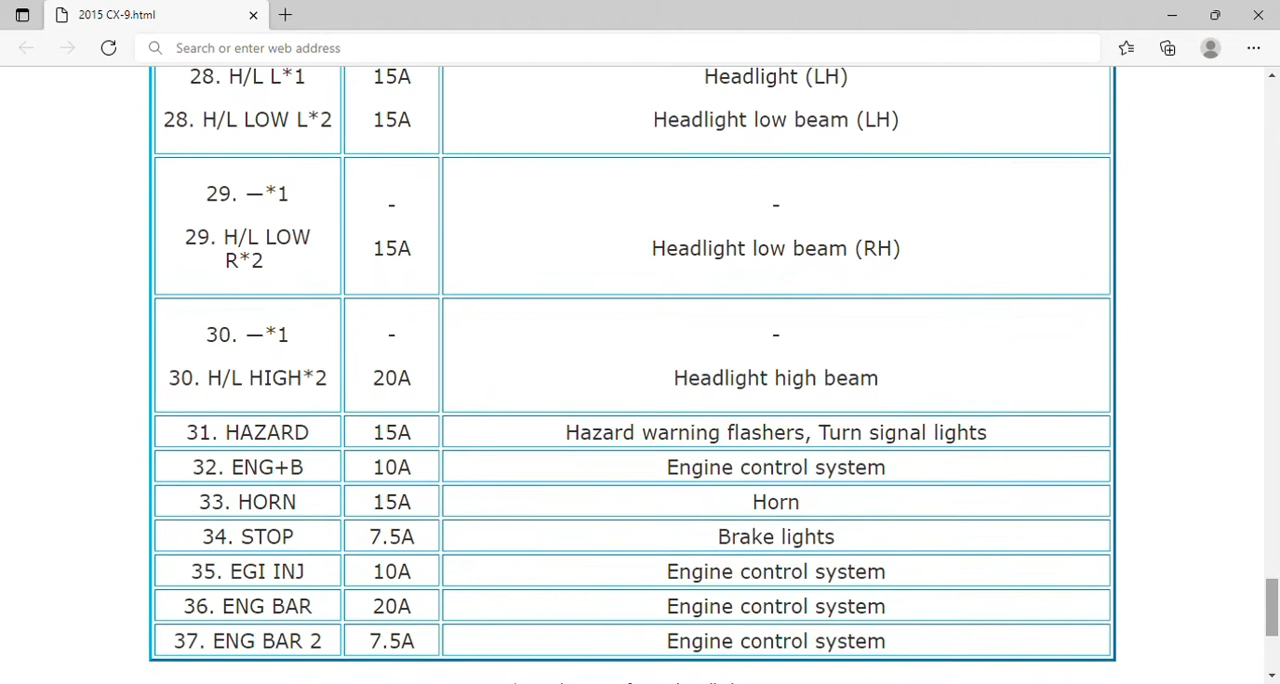 2015 CX-9.html
Search or enter web address
28. H/L L*1 15A Headlight (LH)
28. H/L LOW L*2 15A Headlight low beam (LH)
29. —*1 - -
29. H/L LOW R*2 15A Headlight low beam (RH)
30. —*1 - -
30. H/L HIGH*2 20A Headlight high beam
31. HAZARD 15A Hazard warning flashers, Turn signal lights
32. ENG+B 10A Engine control system
33. HORN 15A Horn
34. STOP 7.5A Brake lights
35. EGI INJ 10A Engine control system
36. ENG BAR 20A Engine control system
37. ENG BAR 2 7.5A Engine control system